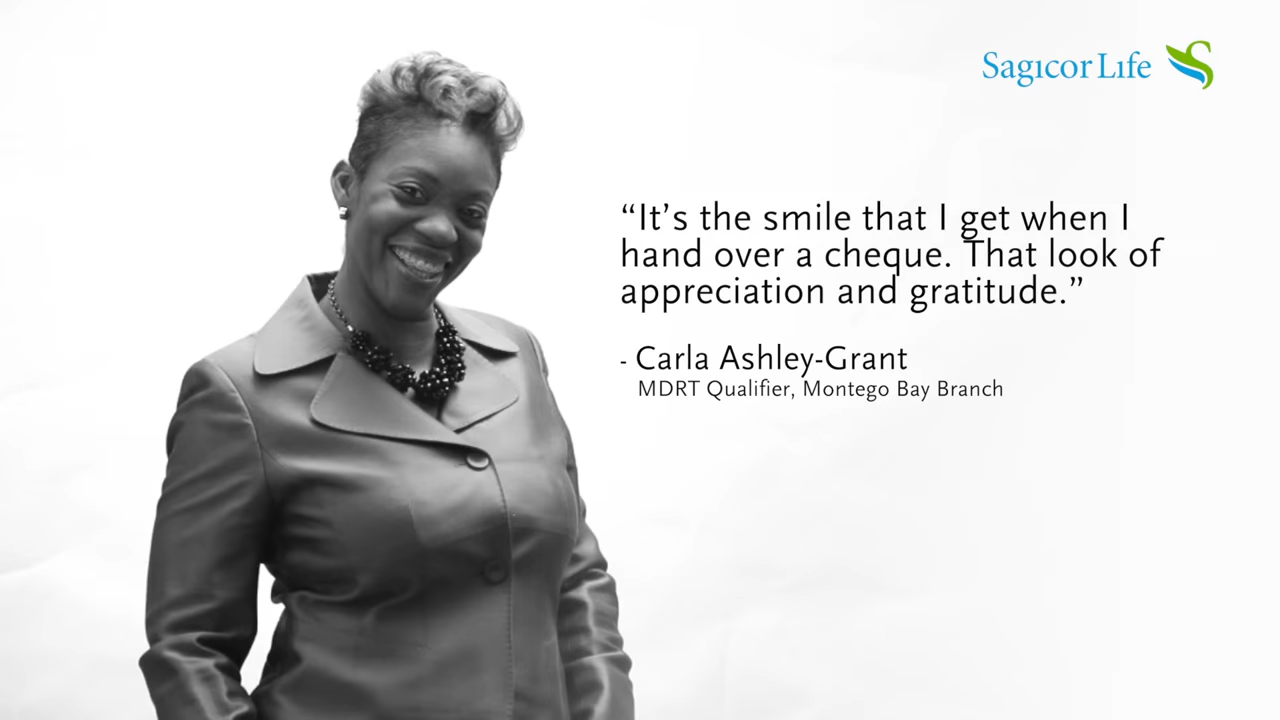 Sagicor Life
“It’s the smile that I get when I
hand over a cheque. That look of
appreciation and gratitude.”
- Carla Ashley-Grant
MDRT Qualifier, Montego Bay Branch